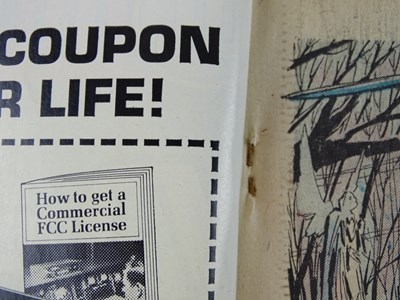 COUPON
R LIFE!
How to get a
Commercial
FCC License